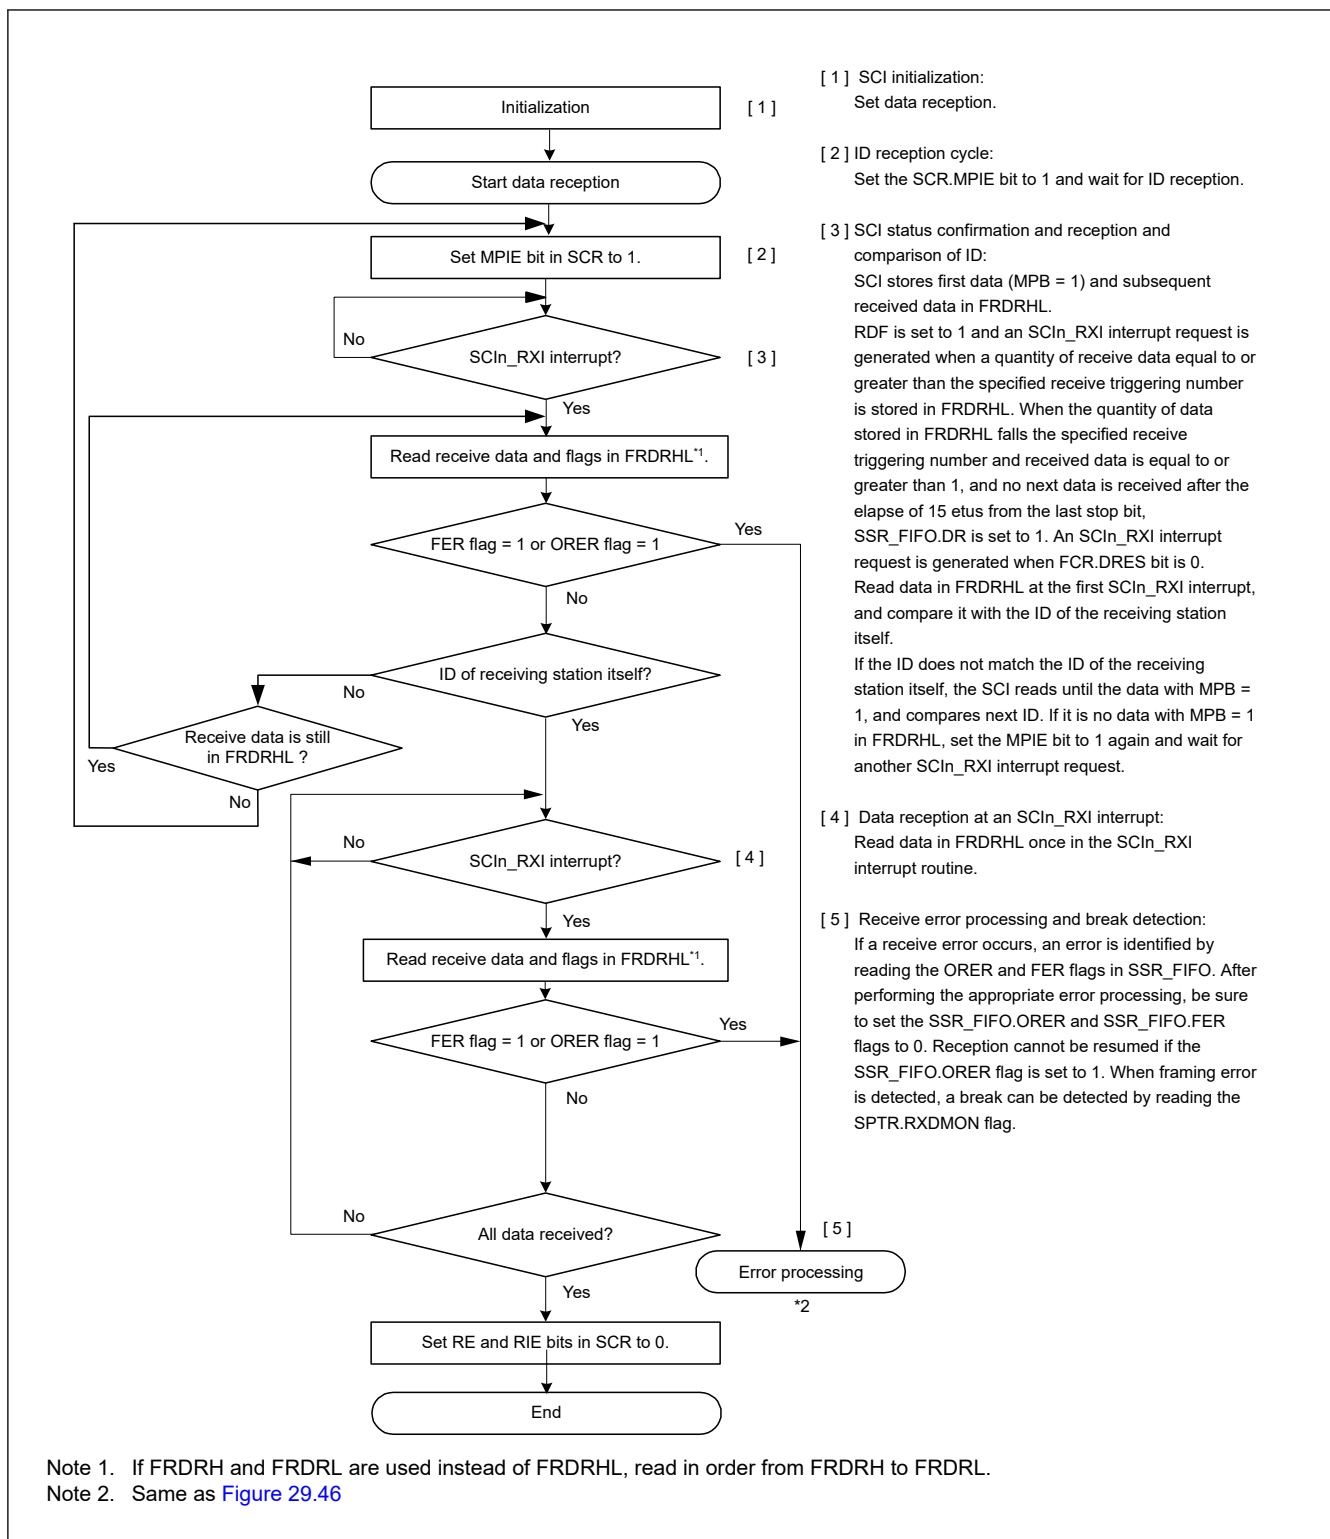 Initialization
[ 1 ]
Start data reception
Set MPIE bit in SCR to 1.
[ 2 ]
No
SCIn_RXI interrupt?
[ 3 ]
Yes
Read receive data and flags in FRDRHL*1.
FER flag = 1 or ORER flag = 1
Yes
No
ID of receiving station itself?
No
Yes
Receive data is still
in FRDRHL ?
Yes
No
No
SCIn_RXI interrupt?
[ 4 ]
Yes
Read receive data and flags in FRDRHL*1.
FER flag = 1 or ORER flag = 1
Yes
No
No
All data received?
Yes
[ 5 ]
Error processing
*2
Set RE and RIE bits in SCR to 0.
End
[ 1 ] SCI initialization:
Set data reception.
[ 2 ] ID reception cycle:
Set the SCR.MPIE bit to 1 and wait for ID reception.
[ 3 ] SCI status confirmation and reception and
comparison of ID:
SCI stores first data (MPB = 1) and subsequent
received data in FRDRHL.
RDF is set to 1 and an SCIn_RXI interrupt request is
generated when a quantity of receive data equal to or
greater than the specified receive triggering number
is stored in FRDRHL. When the quantity of data
stored in FRDRHL falls the specified receive
triggering number and received data is equal to or
greater than 1, and no next data is received after the
elapse of 15 etus from the last stop bit,
SSR_FIFO.DR is set to 1. An SCIn_RXI interrupt
request is generated when FCR.DRES bit is 0.
Read data in FRDRHL at the first SCIn_RXI interrupt,
and compare it with the ID of the receiving station
itself.
If the ID does not match the ID of the receiving
station itself, the SCI reads until the data with MPB =
1, and compares next ID. If it is no data with MPB = 1
in FRDRHL, set the MPIE bit to 1 again and wait for
another SCIn_RXI interrupt request.
[ 4 ] Data reception at an SCIn_RXI interrupt:
Read data in FRDRHL once in the SCIn_RXI
interrupt routine.
[ 5 ] Receive error processing and break detection:
If a receive error occurs, an error is identified by
reading the ORER and FER flags in SSR_FIFO. After
performing the appropriate error processing, be sure
to set the SSR_FIFO.ORER and SSR_FIFO.FER
flags to 0. Reception cannot be resumed if the
SSR_FIFO.ORER flag is set to 1. When framing error
is detected, a break can be detected by reading the
SPTR.RXDMON flag.
Note 1. If FRDRH and FRDRL are used instead of FRDRHL, read in order from FRDRH to FRDRL.
Note 2. Same as Figure 29.46